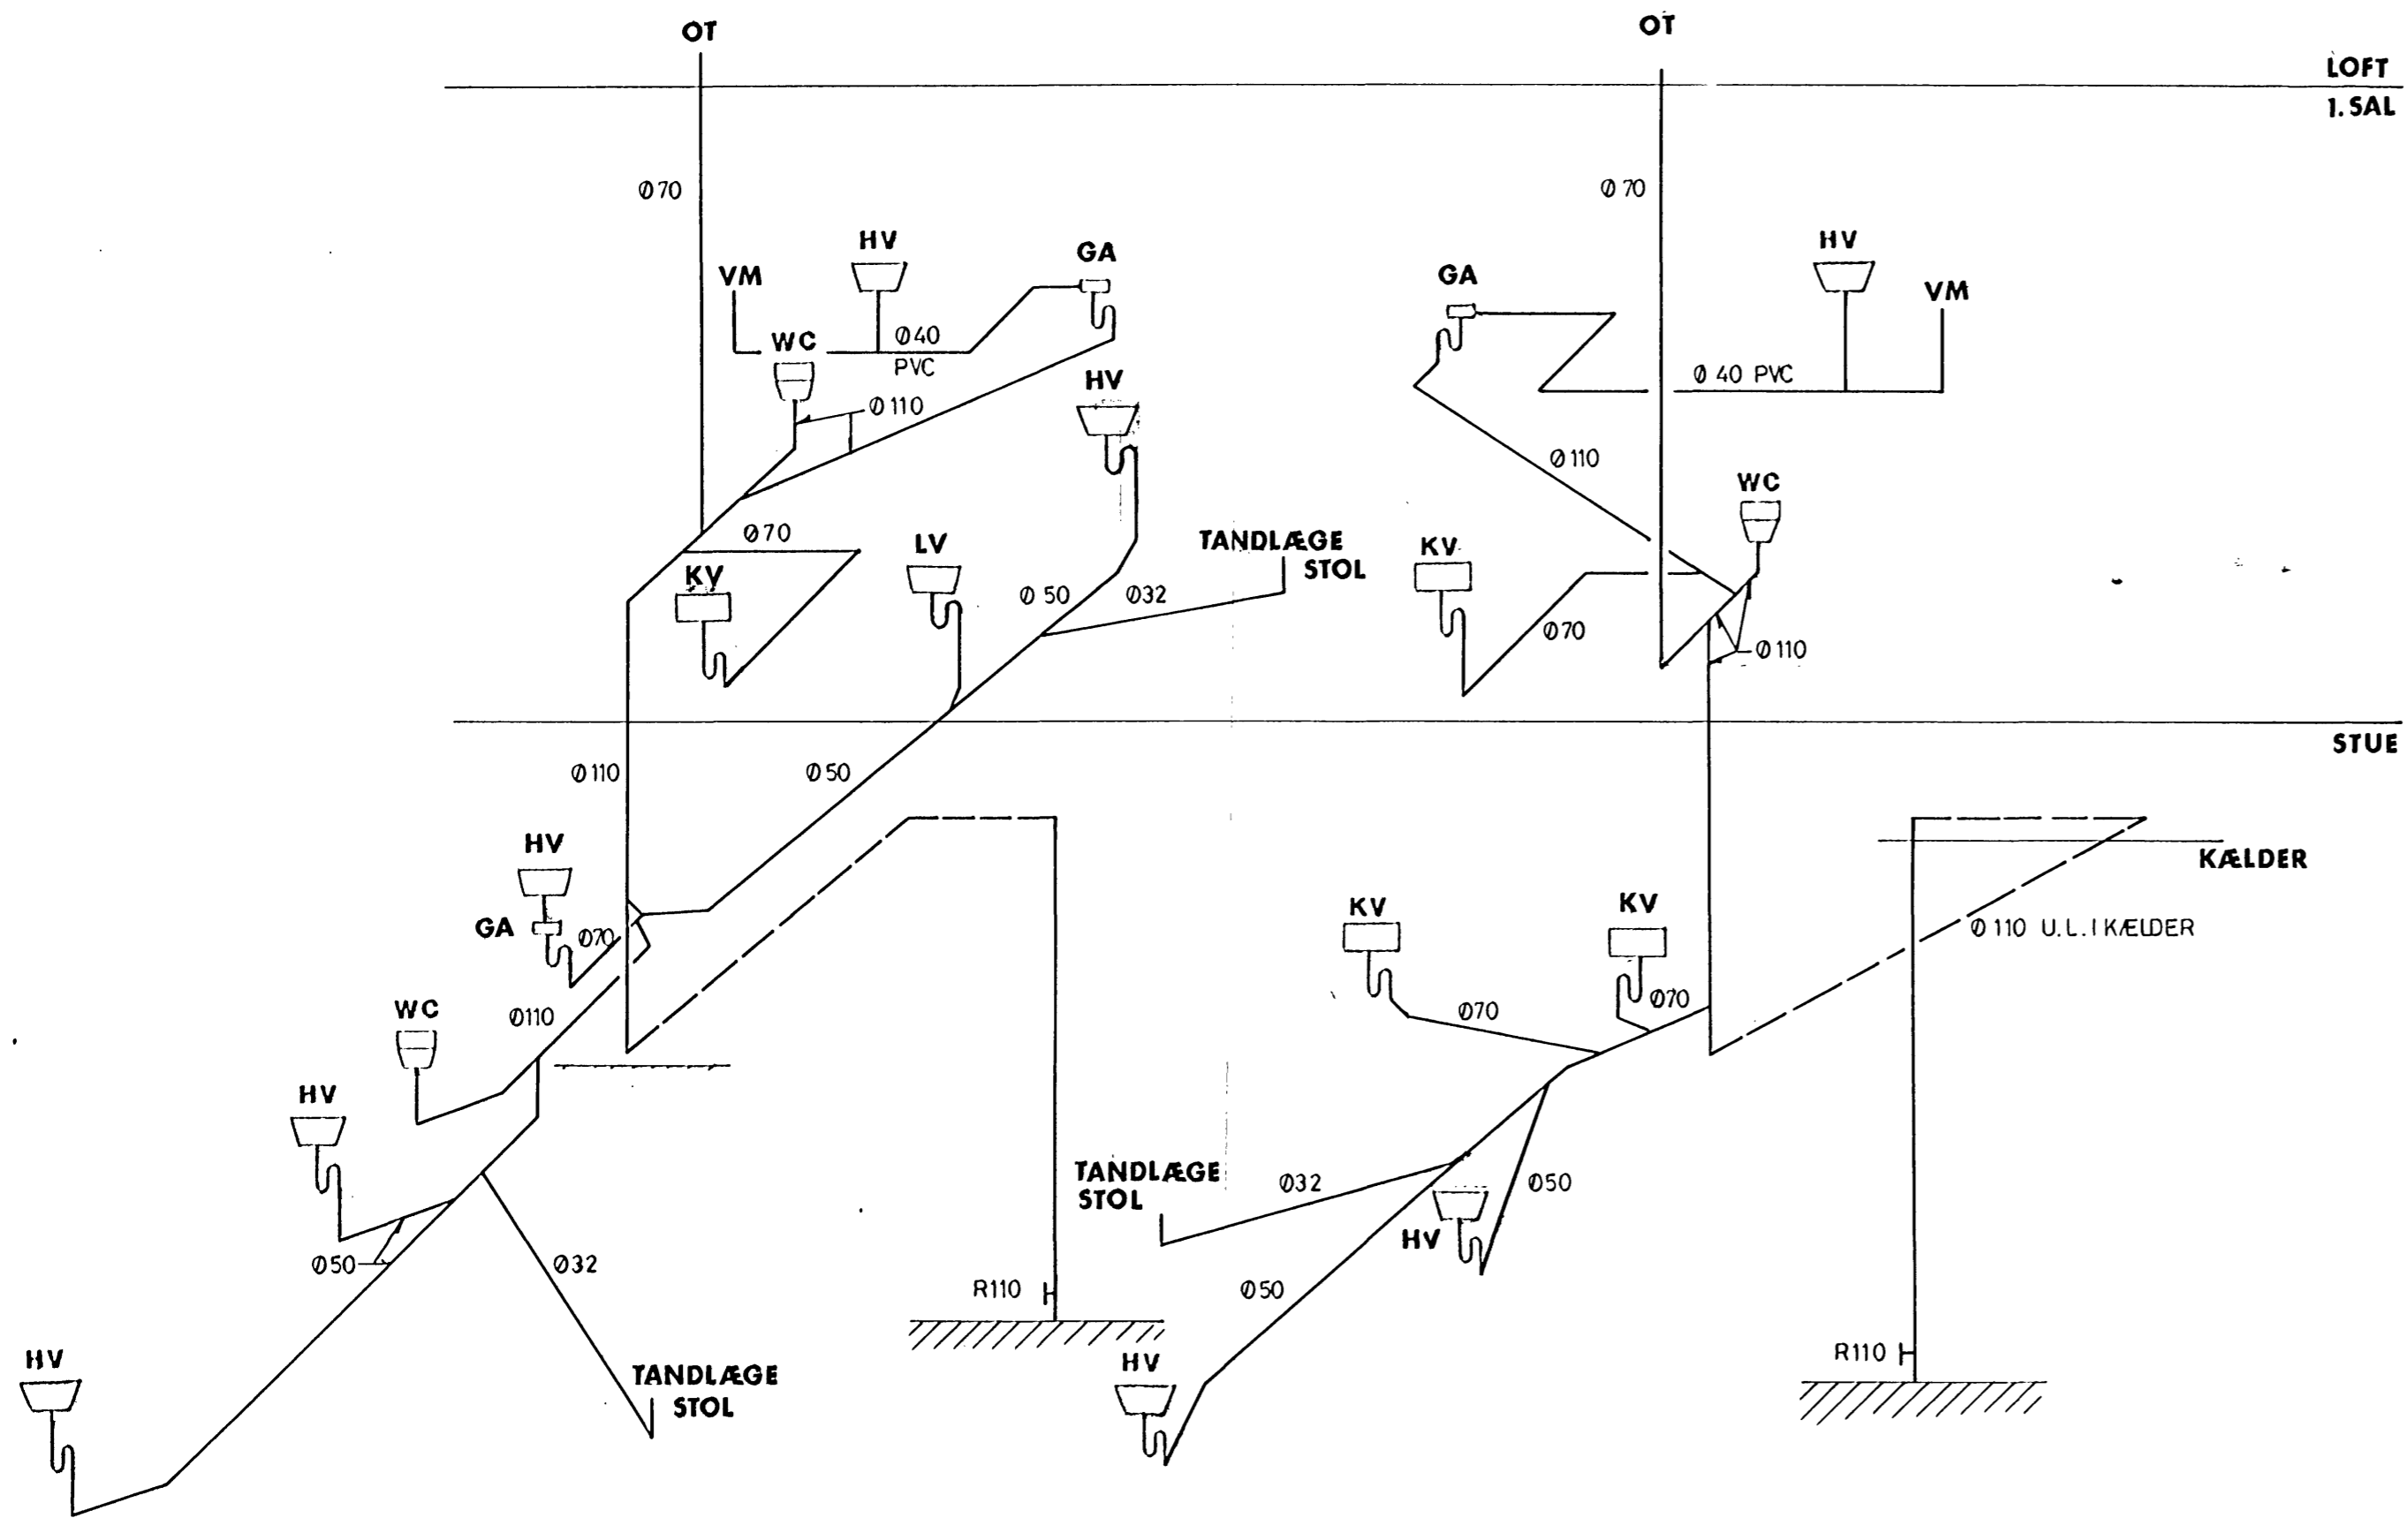 OT
OT
LOFT
1. SAL
Ø70
Ø70
HV
GA
VM
GA
HV
VM
Ø40
PVC
WC
Ø 40 PVC
HV
Ø110
Ø110
WC
Ø70
LV
TANDLÆGE
STOL
KV
KV
Ø 50
Ø32
Ø70
Ø110
STUE
Ø110
Ø50
HV
KÆLDER
GA
Ø70
KV
KV
Ø 110 U.L. I KÆLDER
WC
Ø110
Ø70
Ø70
HV
TANDLÆGE
STOL
Ø32
Ø50
HV
Ø50
Ø32
R110
Ø50
HV
TANDLÆGE
STOL
HV
R110